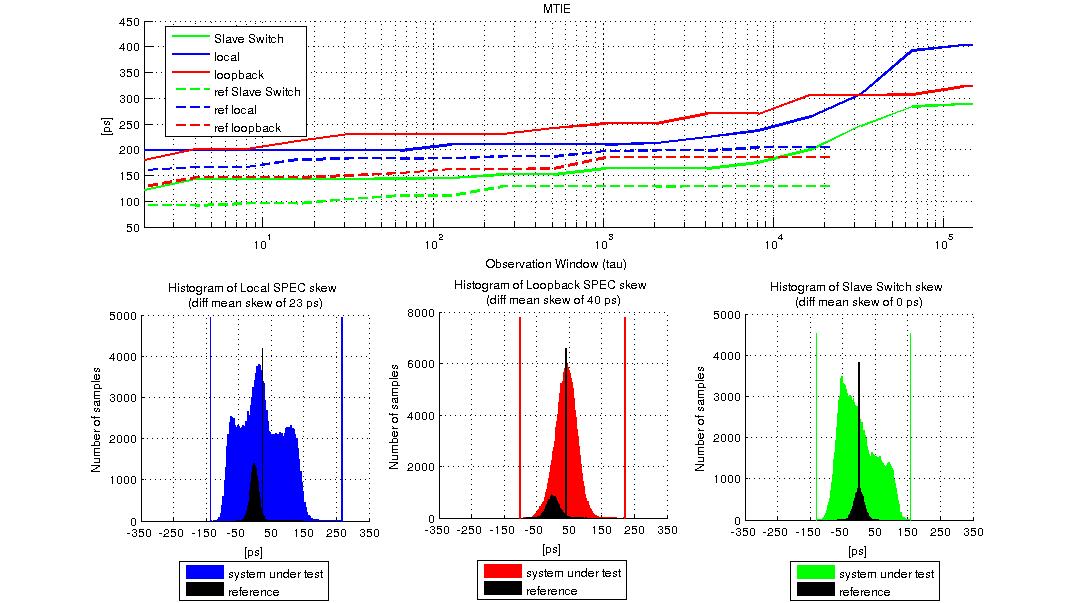 MTIE
450
400
350
300
250
200
150
100
50
[ps]
Slave Switch
local
loopback
ref Slave Switch
ref local
ref loopback
10^1 10^2 10^3 10^4 10^5
Observation Window (tau)
Histogram of Local SPEC skew
(diff mean skew of 23 ps)
5000
4000
3000
2000
1000
0
Number of samples
-350 -250 -150 -50 50 150 250 350
[ps]
system under test
reference
Histogram of Loopback SPEC skew
(diff mean skew of 40 ps)
8000
6000
4000
2000
0
Number of samples
-350 -250 -150 -50 50 150 250 350
[ps]
system under test
reference
Histogram of Slave Switch skew
(diff mean skew of 0 ps)
5000
4000
3000
2000
1000
0
Number of samples
-350 -250 -150 -50 50 150 250 350
[ps]
system under test
reference